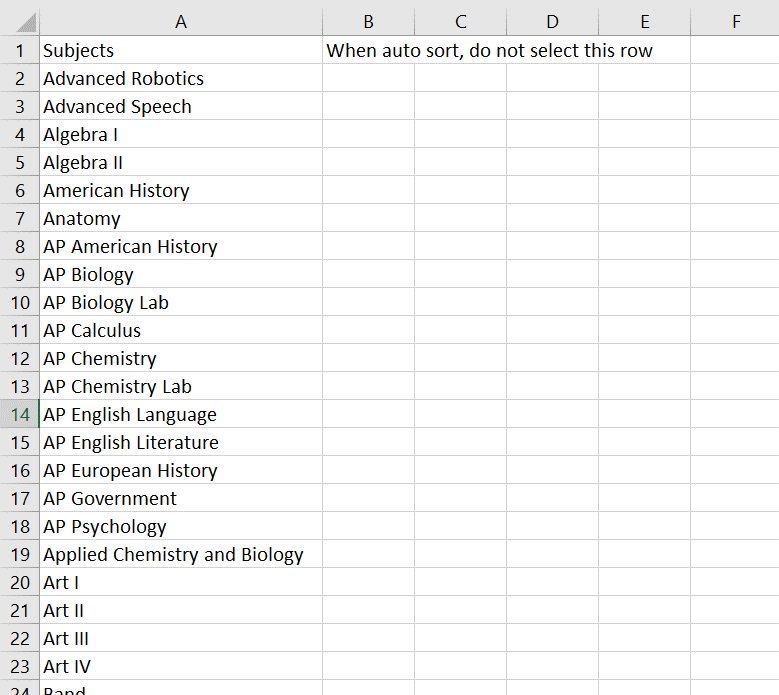 A B C D E F
1 Subjects When auto sort, do not select this row
2 Advanced Robotics
3 Advanced Speech
4 Algebra I
5 Algebra II
6 American History
7 Anatomy
8 AP American History
9 AP Biology
10 AP Biology Lab
11 AP Calculus
12 AP Chemistry
13 AP Chemistry Lab
14 AP English Language
15 AP English Literature
16 AP European History
17 AP Government
18 AP Psychology
19 Applied Chemistry and Biology
20 Art I
21 Art II
22 Art III
23 Art IV
24 Band